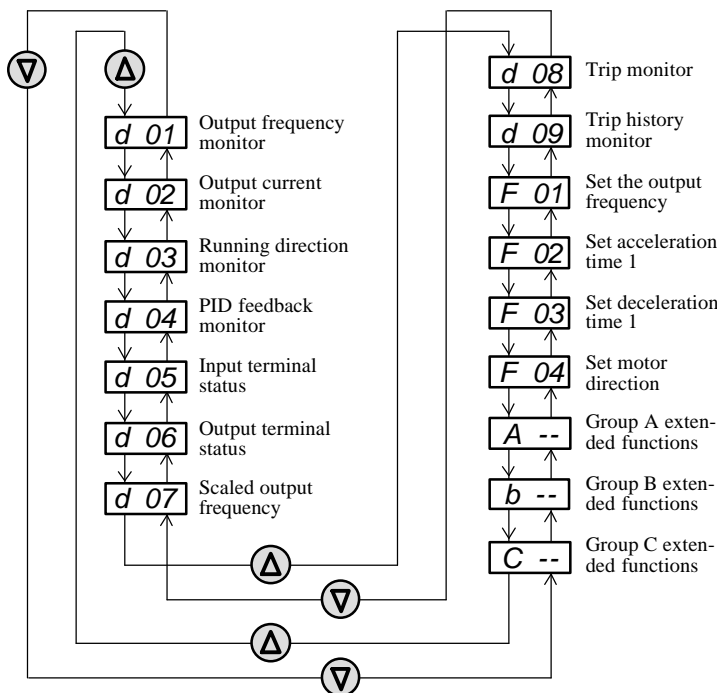 d 01
Output frequency
monitor
d 02
Output current
monitor
d 03
Running direction
monitor
d 04
PID feedback
monitor
d 05
Input terminal
status
d 06
Output terminal
status
d 07
Scaled output
frequency
d 08
Trip monitor
d 09
Trip history
monitor
F 01
Set the output
frequency
F 02
Set acceleration
time 1
F 03
Set deceleration
time 1
F 04
Set motor
direction
A --
Group A exten-
ded functions
b --
Group B exten-
ded functions
C --
Group C exten-
ded functions